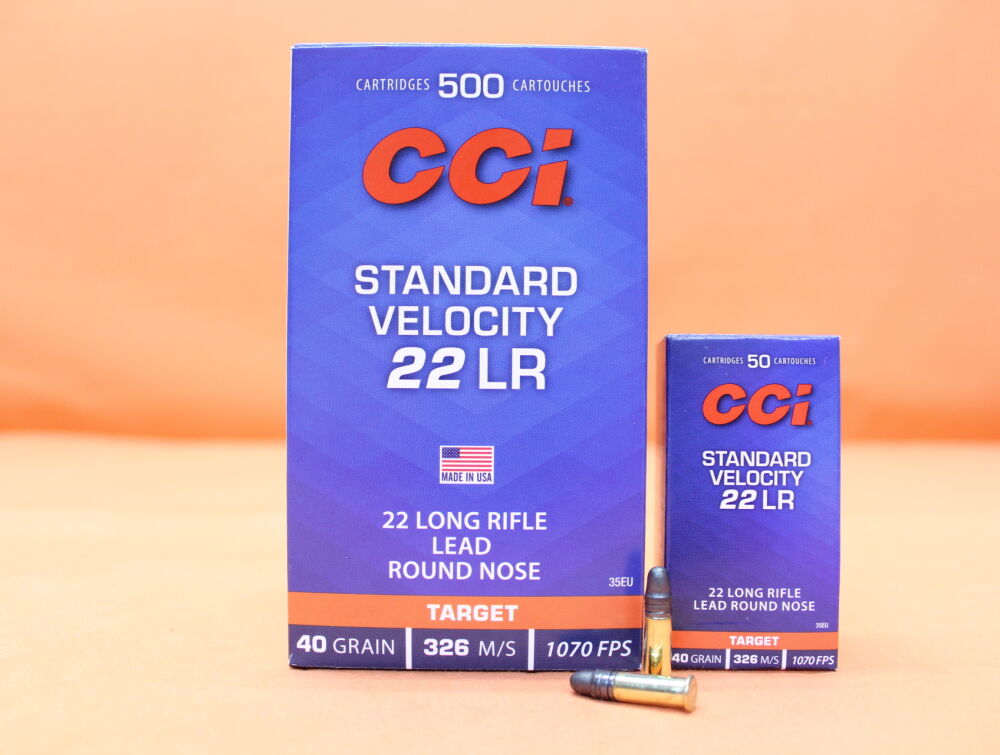 CARTRIDGES 500 CARTOUCHES
CCi®
STANDARD
VELOCITY
22 LR
MADE IN USA
22 LONG RIFLE
LEAD
ROUND NOSE
35EU
TARGET
40 GRAIN 326 M/S 1070 FPS
CARTRIDGES 50 CARTOUCHES
CCi
STANDARD
VELOCITY
22 LR
22 LONG RIFLE
LEAD ROUND NOSE
35EU
TARGET
40 GRAIN 326 M/S 1070 FPS